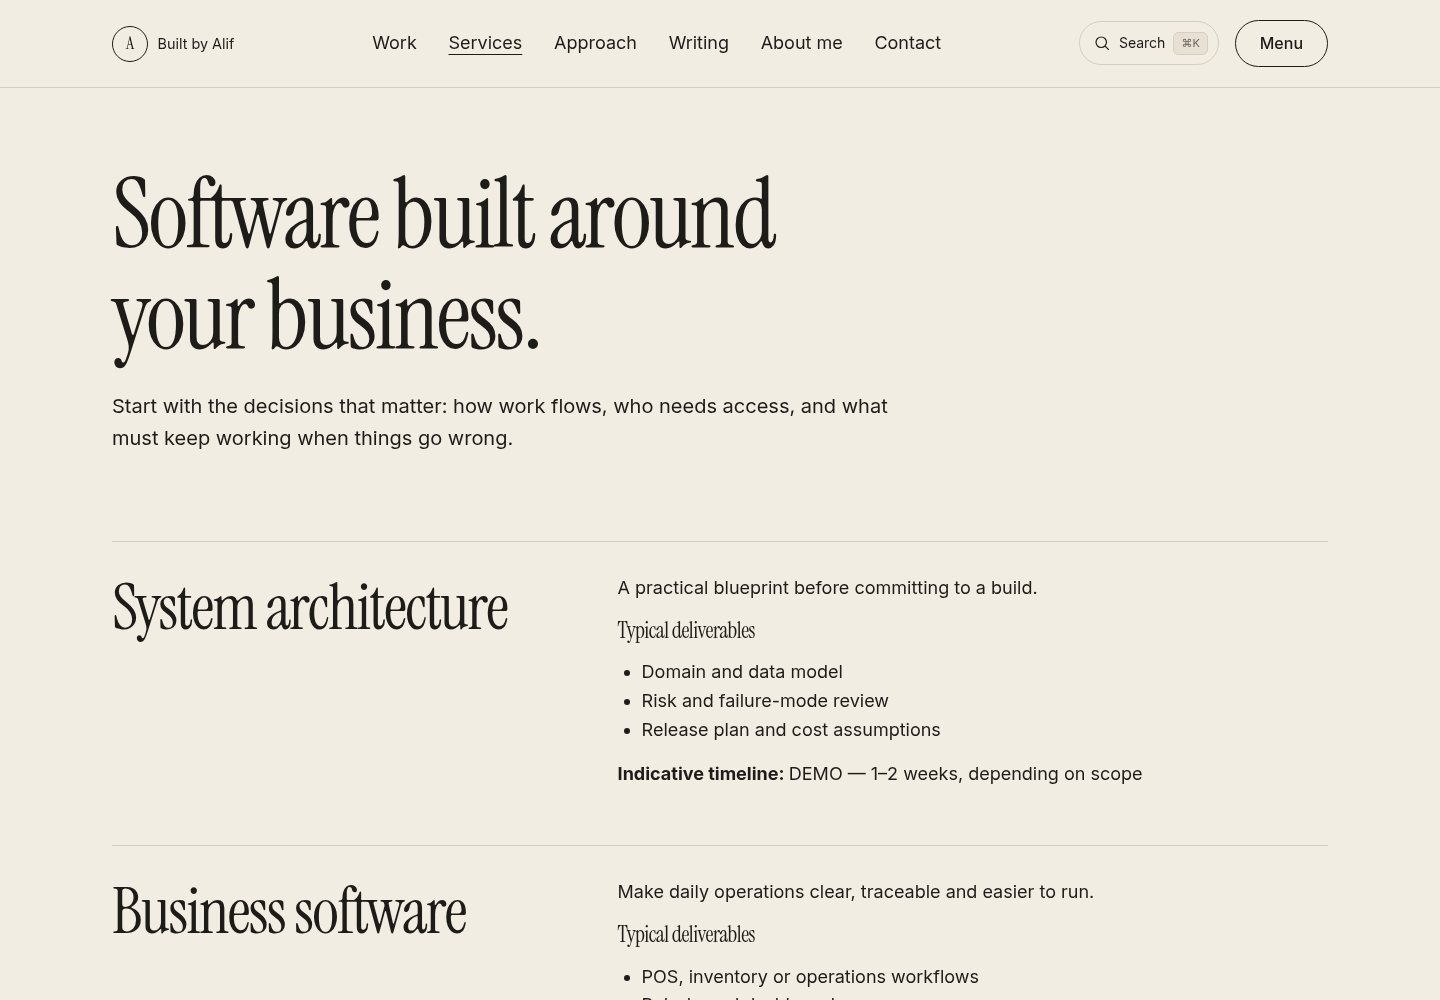 A Built by Alif
Work Services Approach Writing About me Contact
Search ⌘K
Menu
Software built around
your business.
Start with the decisions that matter: how work flows, who needs access, and what
must keep working when things go wrong.
System architecture
A practical blueprint before committing to a build.
Typical deliverables
• Domain and data model
• Risk and failure-mode review
• Release plan and cost assumptions
Indicative timeline: DEMO — 1–2 weeks, depending on scope
Business software
Make daily operations clear, traceable and easier to run.
Typical deliverables
• POS, inventory or operations workflows